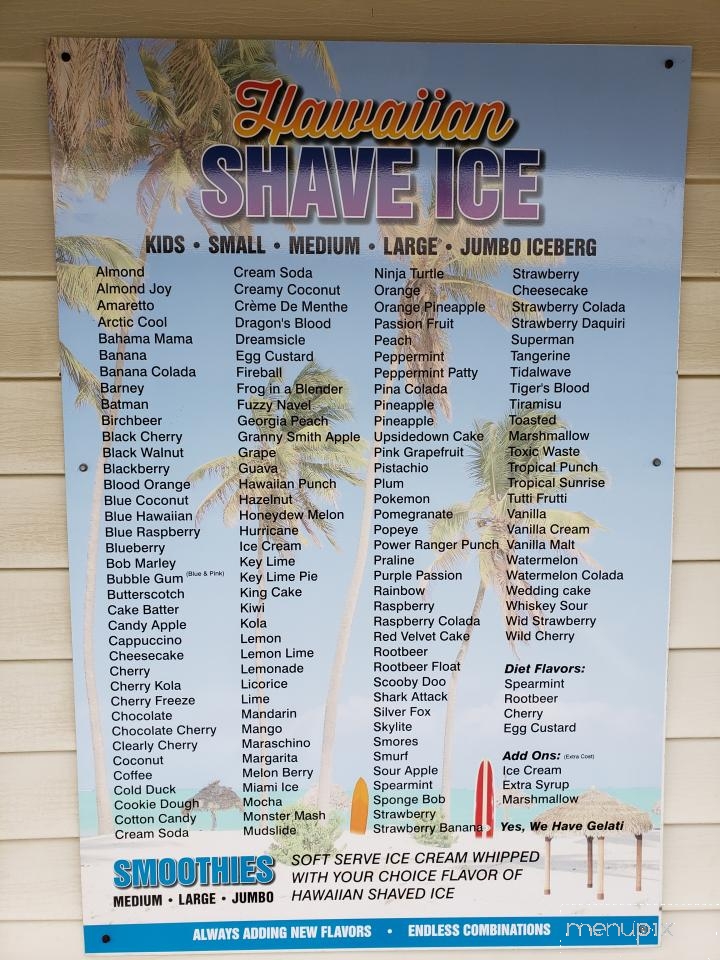 Hawaiian
SHAVE ICE
KIDS • SMALL • MEDIUM • LARGE • JUMBO ICEBERG
Almond
Almond Joy
Amaretto
Arctic Cool
Bahama Mama
Banana
Banana Colada
Barney
Batman
Birchbeer
Black Cherry
Black Walnut
Blackberry
Blood Orange
Blue Coconut
Blue Hawaiian
Blue Raspberry
Blueberry
Bob Marley
Bubble Gum (Blue & Pink)
Butterscotch
Cake Batter
Candy Apple
Cappuccino
Cheesecake
Cherry
Cherry Kola
Cherry Freeze
Chocolate
Chocolate Cherry
Clearly Cherry
Coconut
Coffee
Cold Duck
Cookie Dough
Cotton Candy
Cream Soda
Cream Soda
Creamy Coconut
Crème De Menthe
Dragon's Blood
Dreamsicle
Egg Custard
Fireball
Frog in a Blender
Fuzzy Navel
Georgia Peach
Granny Smith Apple
Grape
Guava
Hawaiian Punch
Hazelnut
Honeydew Melon
Hurricane
Ice Cream
Key Lime
Key Lime Pie
King Cake
Kiwi
Kola
Lemon
Lemon Lime
Lemonade
Licorice
Lime
Mandarin
Mango
Maraschino
Margarita
Melon Berry
Miami Ice
Mocha
Monster Mash
Mudslide
Ninja Turtle
Orange
Orange Pineapple
Passion Fruit
Peach
Peppermint
Peppermint Patty
Pina Colada
Pineapple
Pineapple
Upsidedown Cake
Pink Grapefruit
Pistachio
Plum
Pokemon
Pomegranate
Popeye
Power Ranger Punch
Praline
Purple Passion
Rainbow
Raspberry
Raspberry Colada
Red Velvet Cake
Rootbeer
Rootbeer Float
Scooby Doo
Shark Attack
Silver Fox
Skylite
Smores
Smurf
Sour Apple
Spearmint
Sponge Bob
Strawberry
Strawberry Banana
Strawberry
Cheesecake
Strawberry Colada
Strawberry Daquiri
Superman
Tangerine
Tidalwave
Tiger's Blood
Tiramisu
Toasted
Marshmallow
Toxic Waste
Tropical Punch
Tropical Sunrise
Tutti Frutti
Vanilla
Vanilla Cream
Vanilla Malt
Watermelon
Watermelon Colada
Wedding cake
Whiskey Sour
Wid Strawberry
Wild Cherry
Diet Flavors:
Spearmint
Rootbeer
Cherry
Egg Custard
Add Ons: (Extra Cost)
Ice Cream
Extra Syrup
Marshmallow
Yes, We Have Gelati
SMOOTHIES
MEDIUM • LARGE • JUMBO
SOFT SERVE ICE CREAM WHIPPED
WITH YOUR CHOICE FLAVOR OF
HAWAIIAN SHAVED ICE
ALWAYS ADDING NEW FLAVORS • ENDLESS COMBINATIONS
menupix